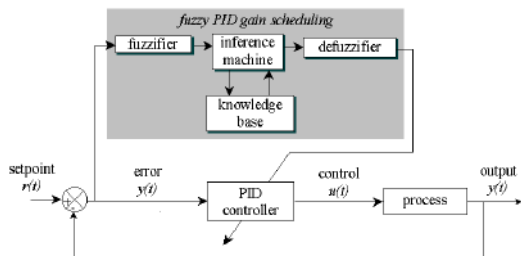 fuzzy PID gain scheduling
fuzzifier
inference
machine
defuzzifier
knowledge
base
setpoint
r(t)
error
y(t)
PID
controller
control
u(t)
process
output
y(t)